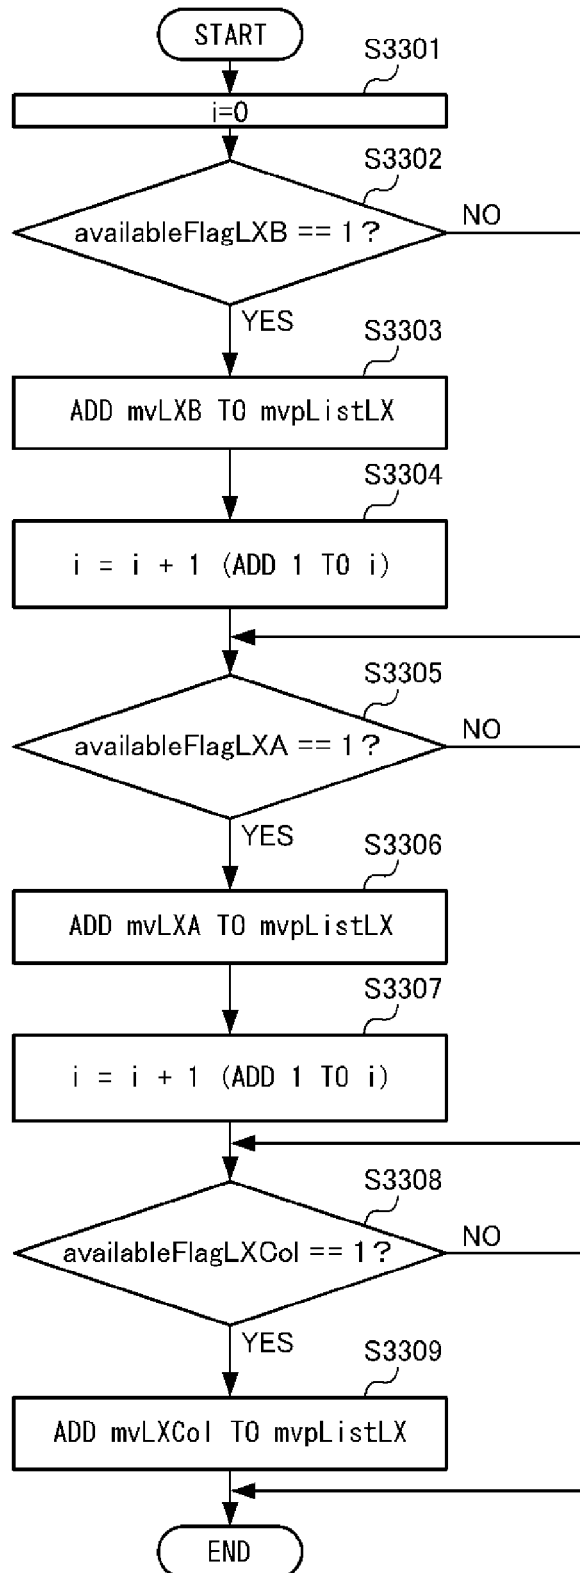 START
S3301
i=0
S3302
availableFlagLXB == 1?
NO
YES
S3303
ADD mvLXB TO mvpListLX
S3304
i = i + 1 (ADD 1 TO i)
S3305
availableFlagLXA == 1?
NO
YES
S3306
ADD mvLXA TO mvpListLX
S3307
i = i + 1 (ADD 1 TO i)
S3308
availableFlagLXCol == 1?
NO
YES
S3309
ADD mvLXCol TO mvpListLX
END